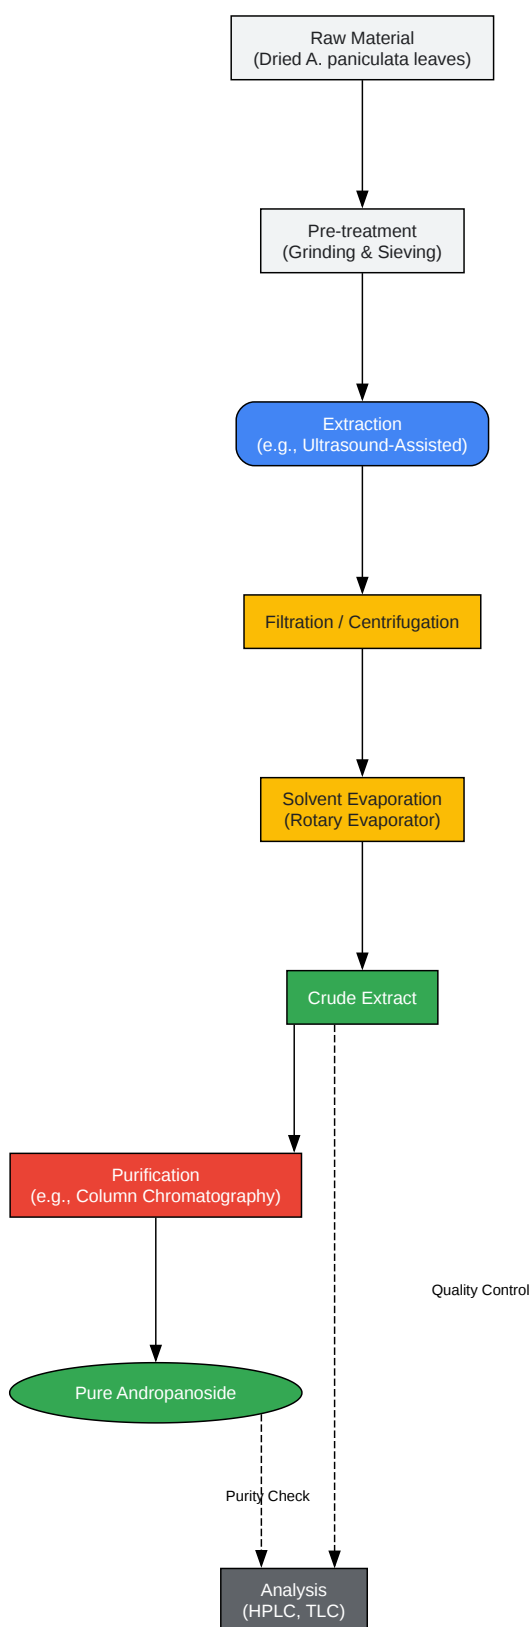 Raw Material
(Dried A. paniculata leaves)
Pre-treatment
(Grinding & Sieving)
Extraction
(e.g., Ultrasound-Assisted)
Filtration / Centrifugation
Solvent Evaporation
(Rotary Evaporator)
Crude Extract
Purification
(e.g., Column Chromatography)
Quality Control
Pure Andropanoside
Purity Check
Analysis
(HPLC, TLC)